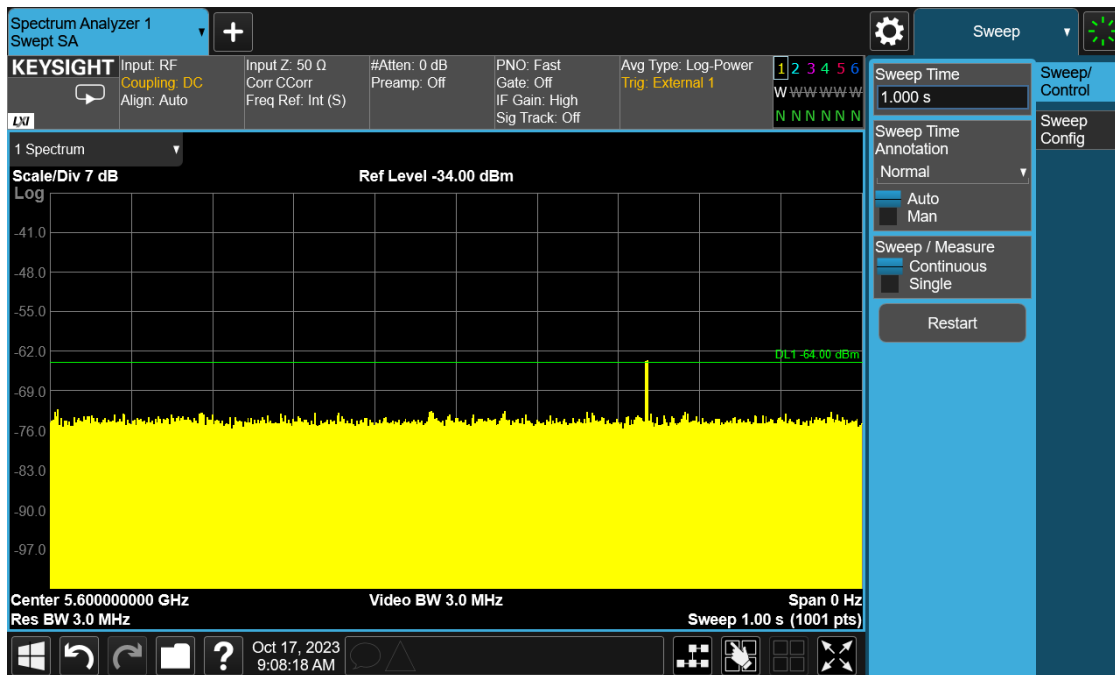 Spectrum Analyzer 1
Swept SA
+
Sweep
KEYSIGHT
LXI
Input: RF
Coupling: DC
Align: Auto
Input Z: 50 Ω
Corr CCorr
Freq Ref: Int (S)
#Atten: 0 dB
Preamp: Off
PNO: Fast
Gate: Off
IF Gain: High
Sig Track: Off
Avg Type: Log-Power
Trig: External 1
1 2 3 4 5 6
W W W W W W
N N N N N N
1 Spectrum
Scale/Div 7 dB
Ref Level -34.00 dBm
Log
-41.0
-48.0
-55.0
-62.0
DL1 -64.00 dBm
-69.0
-76.0
-83.0
-90.0
-97.0
Center 5.600000000 GHz
Video BW 3.0 MHz
Span 0 Hz
Res BW 3.0 MHz
Sweep 1.00 s (1001 pts)
?
Oct 17, 2023
9:08:18 AM
Sweep Time
1.000 s
Sweep Time
Annotation
Normal
Auto
Man
Sweep / Measure
Continuous
Single
Restart
Sweep/
Control
Sweep
Config